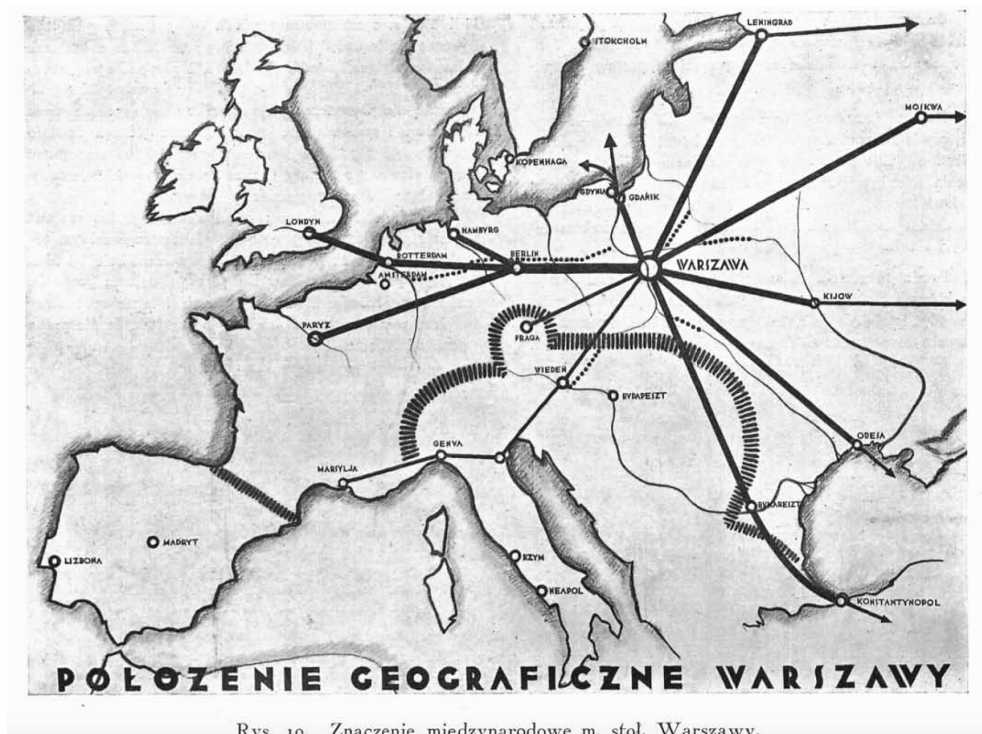 LENINGRAD
STOKCHOLM
MOSKWA
KOPENHAGA
GDYNIA
GDAŃSK
LONDYN
HAMBURG
ROTTERDAM
BERLIN
WARSZAWA
AMSTERDAM
KIJÓW
PARYŻ
PRAGA
WIEDEŃ
BUDAPESZT
ODESA
GENUA
MARSYLJA
BUKARESZT
MADRYT
LIZBONA
RZYM
NEAPOL
KONSTANTYNOPOL
POŁOŻENIE GEOGRAFICZNE WARSZAWY
Rys. 10. Znaczenie międzynarodowe m. stoł. Warszawy.